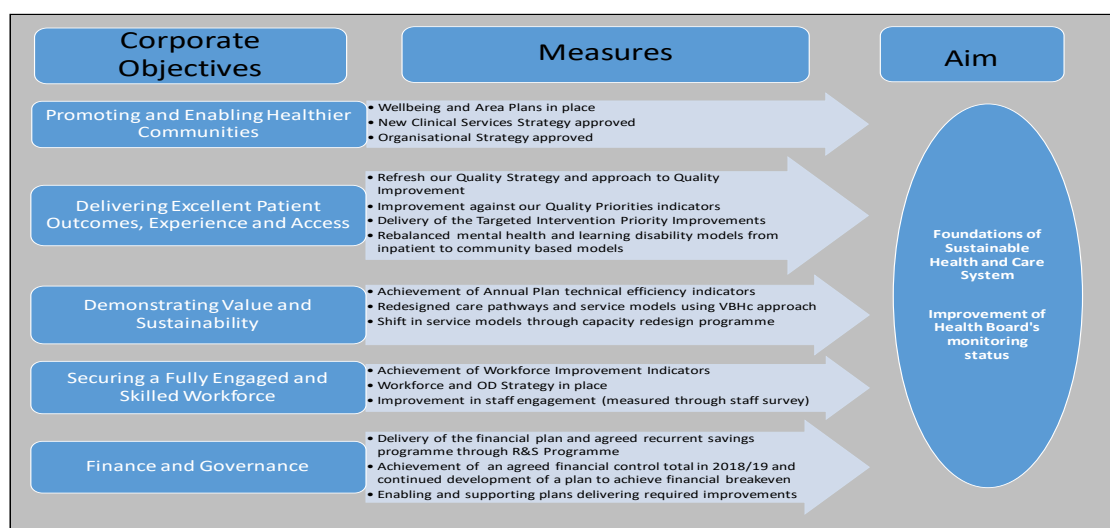 Corporate
Objectives
Measures
Aim
Promoting and Enabling Healthier
Communities
• Wellbeing and Area Plans in place
• New Clinical Services Strategy approved
• Organisational Strategy approved
Delivering Excellent Patient
Outcomes, Experience and Access
• Refresh our Quality Strategy and approach to Quality
Improvement
• Improvement against our Quality Priorities indicators
• Delivery of the Targeted Intervention Priority Improvements
• Rebalanced mental health and learning disability models from
inpatient to community based models
Demonstrating Value and
Sustainability
• Achievement of Annual Plan technical efficiency indicators
• Redesigned care pathways and service models using VBHc approach
• Shift in service models through capacity redesign programme
Securing a Fully Engaged and
Skilled Workforce
• Achievement of Workforce Improvement Indicators
• Workforce and OD Strategy in place
• Improvement in staff engagement (measured through staff survey)
Finance and Governance
• Delivery of the financial plan and agreed recurrent savings
programme through R&S Programme
• Achievement of an agreed financial control total in 2018/19 and
continued development of a plan to achieve financial breakeven
• Enabling and supporting plans delivering required improvements
Foundations of
Sustainable
Health and Care
System
Improvement of
Health Board's
monitoring
status